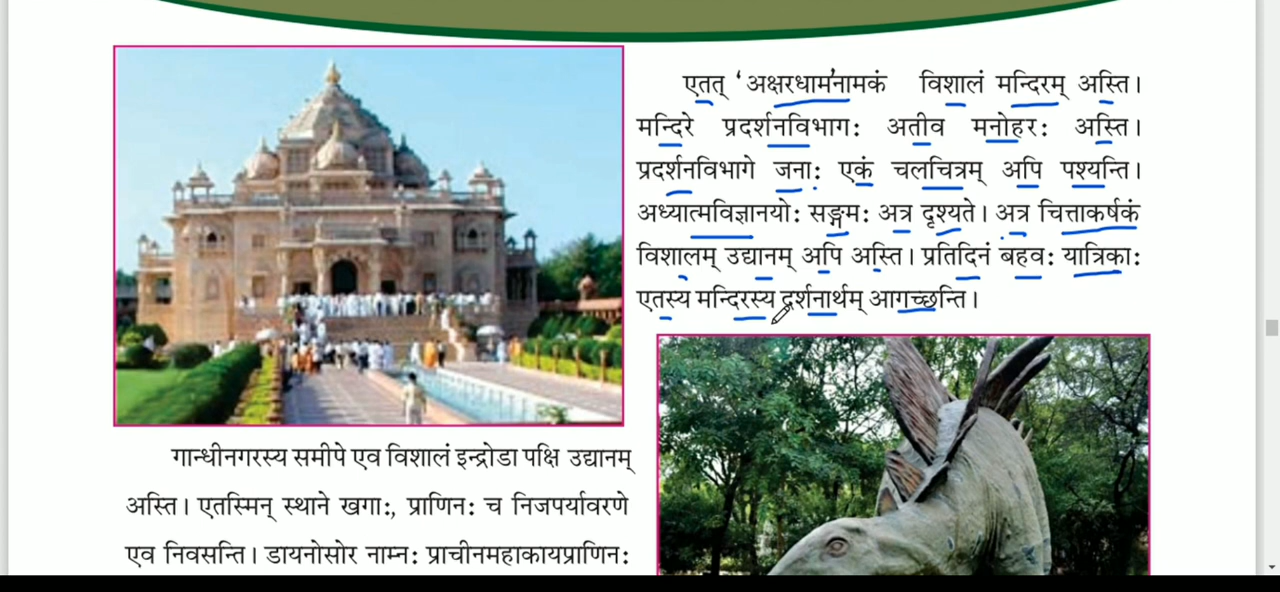 एतत् ‘अक्षरधाम’नामकं विशालं मन्दिरम् अस्ति।
मन्दिरे प्रदर्शनविभागः अतीव मनोहरः अस्ति।
प्रदर्शनविभागे जनाः एकं चलचित्रम् अपि पश्यन्ति।
अध्यात्मविज्ञानयोः सङ्गमः अत्र दृश्यते। अत्र चित्ताकर्षकं
विशालम् उद्यानम् अपि अस्ति। प्रतिदिनं बहवः यात्रिकाः
एतस्य मन्दिरस्य दर्शनार्थम् आगच्छन्ति।
गान्धीनगरस्य समीपे एव विशालं इन्द्रोडा पक्षि उद्यानम्
अस्ति। एतस्मिन् स्थाने खगाः, प्राणिनः च निजपर्यावरणे
एव निवसन्ति। डायनोसोर नाम्नः प्राचीनमहाकायप्राणिनः